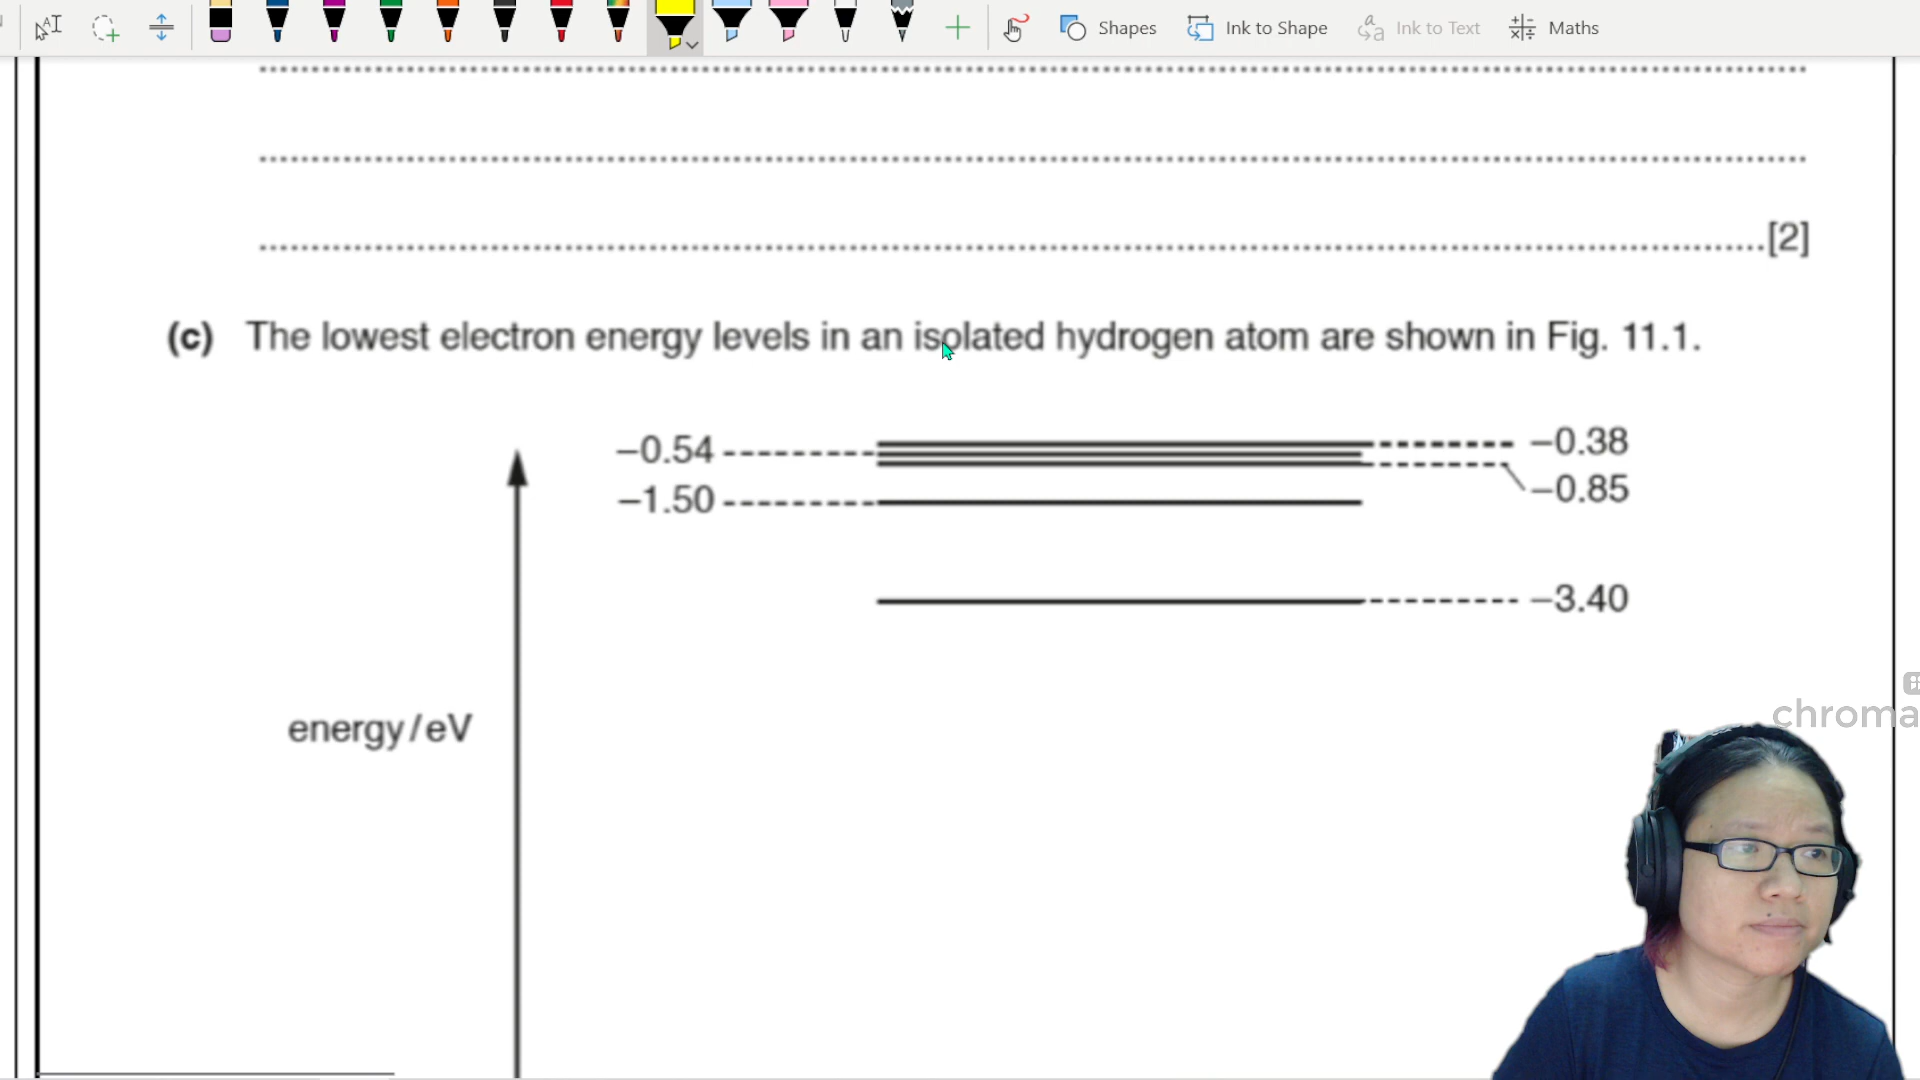 Shapes Ink to Shape Ink to Text Maths
[2]
(c) The lowest electron energy levels in an isolated hydrogen atom are shown in Fig. 11.1.
−0.54 −0.38
−1.50 −0.85
−3.40
energy / eV
chroma